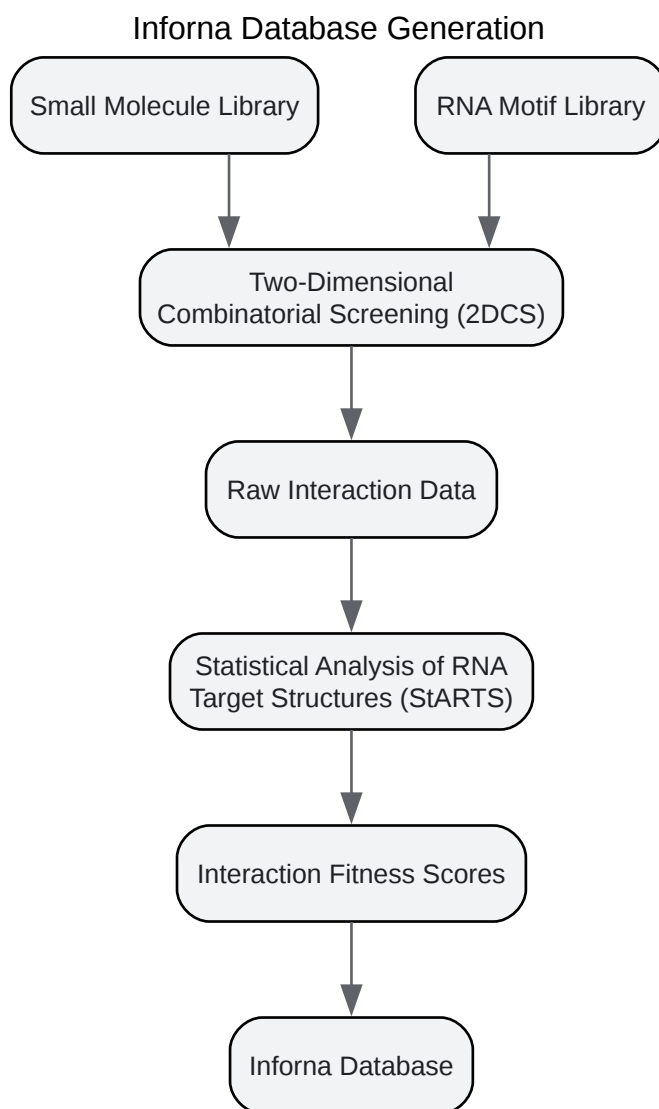 Inforna Database Generation
Small Molecule Library
RNA Motif Library
Two-Dimensional
Combinatorial Screening (2DCS)
Raw Interaction Data
Statistical Analysis of RNA
Target Structures (StARTS)
Interaction Fitness Scores
Inforna Database